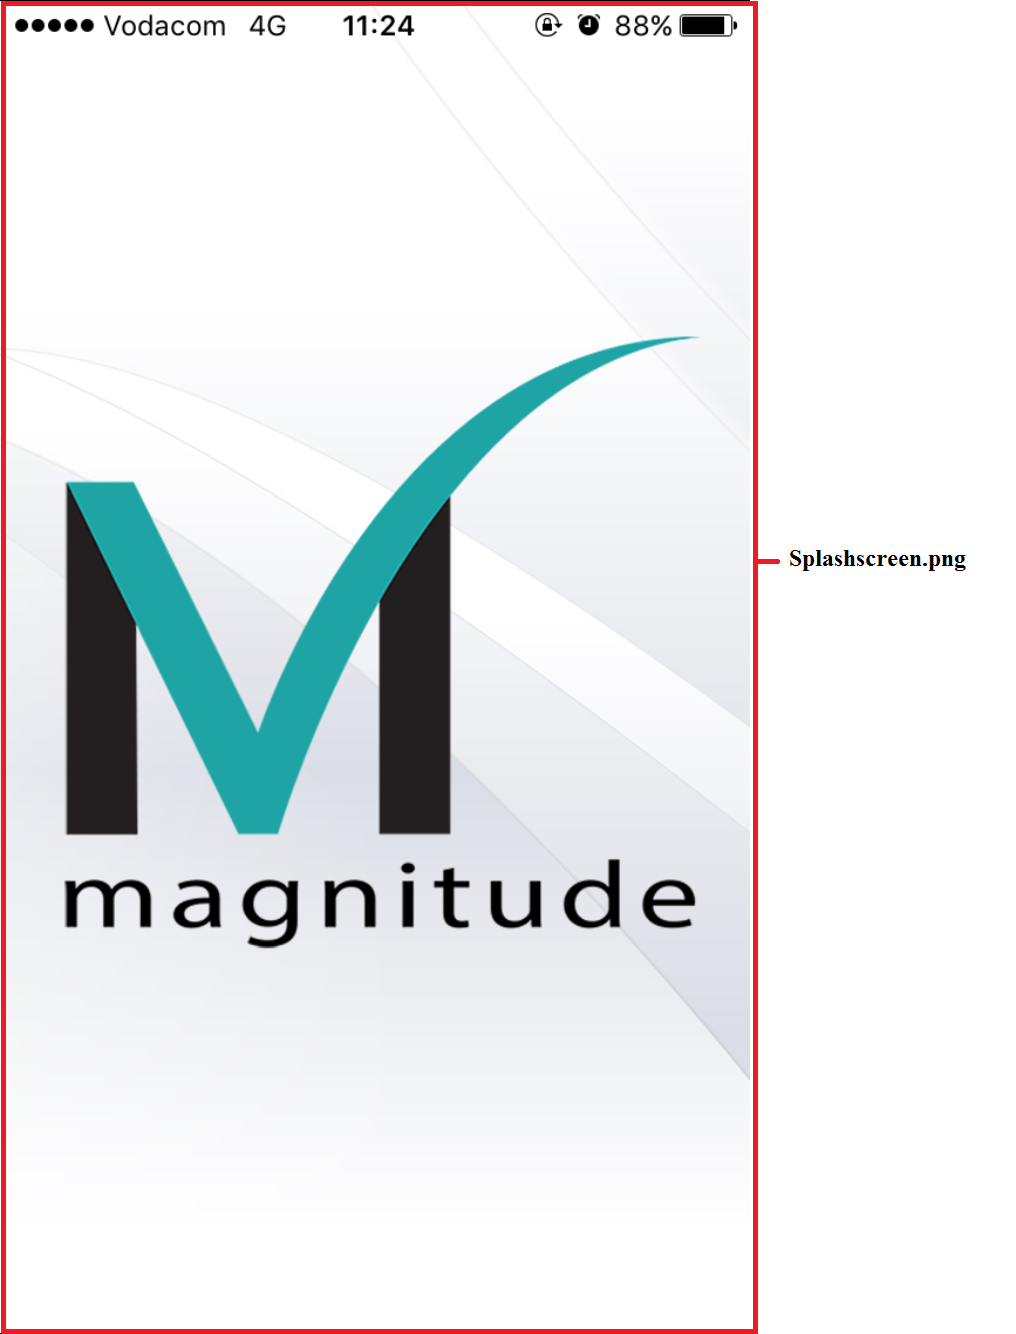 Vodacom 4G 11:24 88%
Splashscreen.png
magnitude